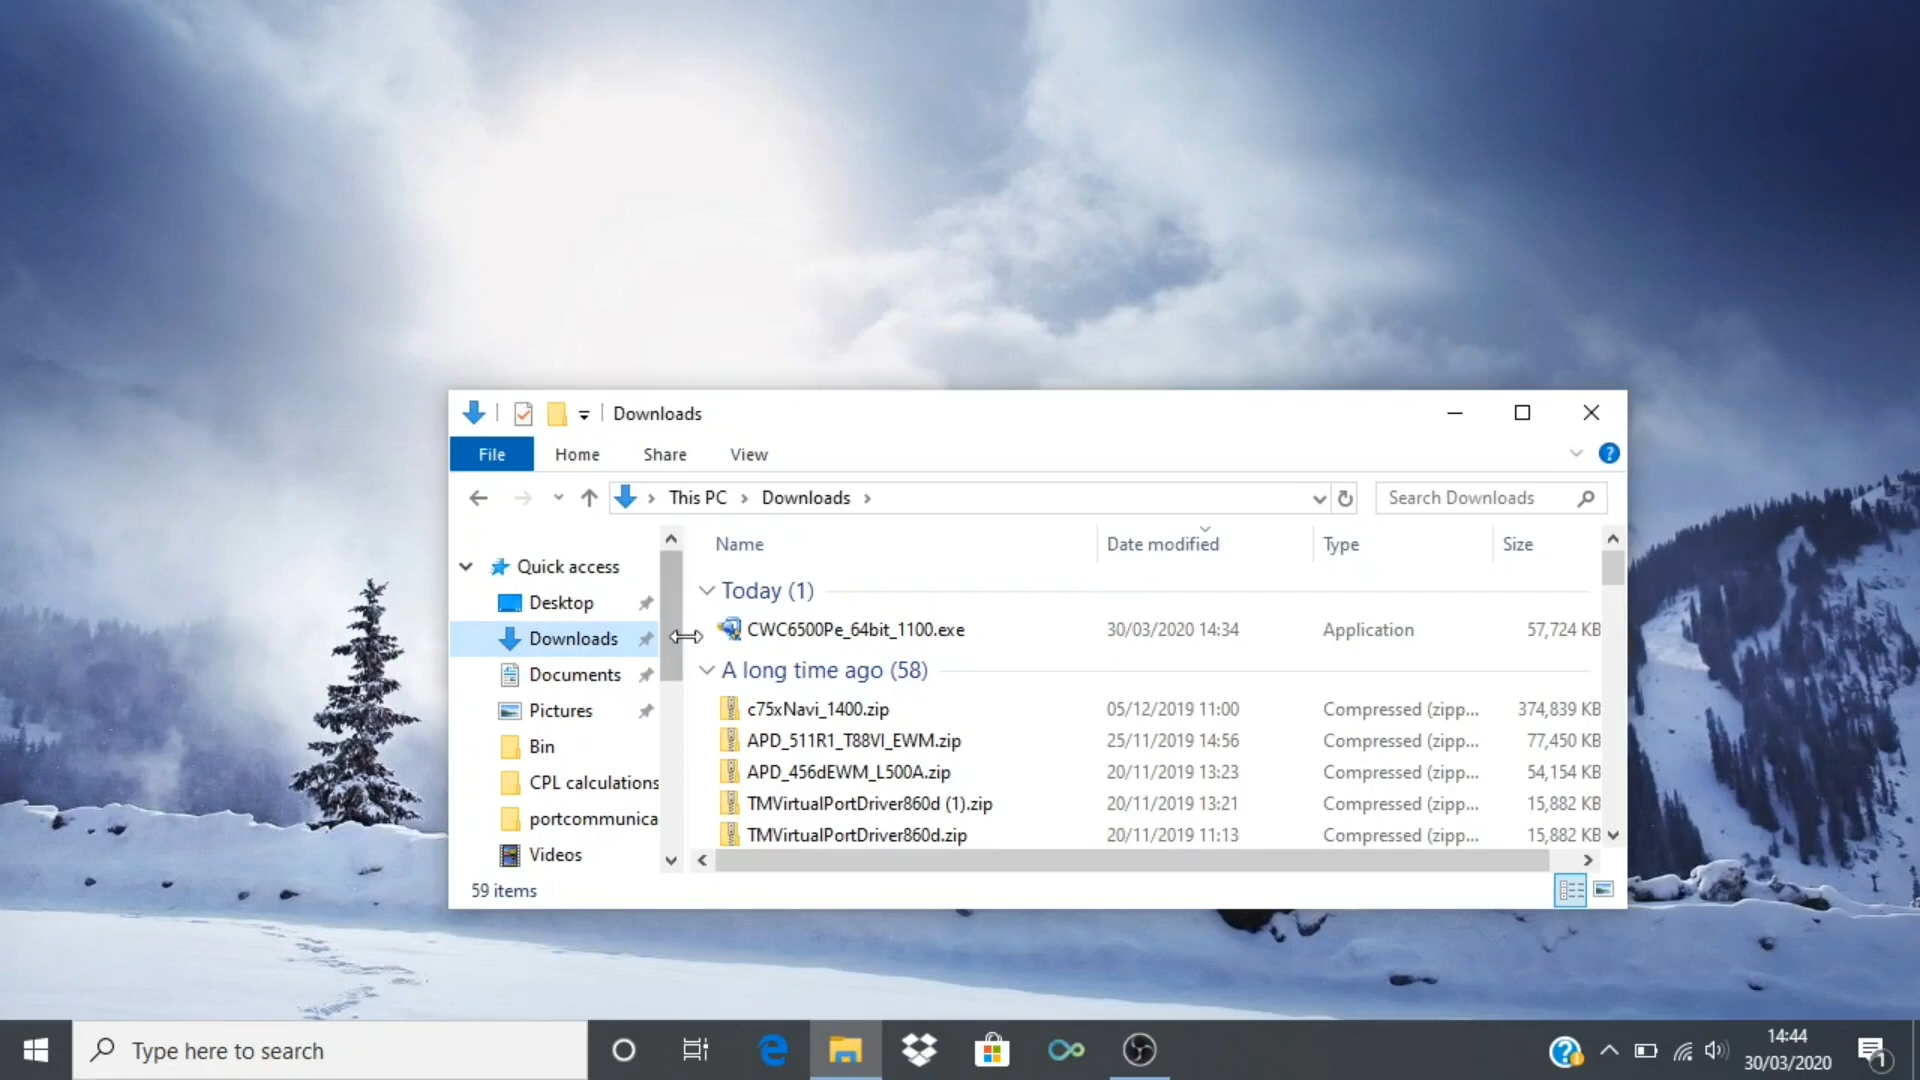 Downloads
File Home Share View
This PC Downloads Search Downloads
Name Date modified Type Size
Quick access
Desktop
Downloads
Documents
Pictures
Bin
CPL calculations
portcommunica
Videos
Today (1)
CWC6500Pe_64bit_1100.exe 30/03/2020 14:34 Application 57,724 KB
A long time ago (58)
c75xNavi_1400.zip 05/12/2019 11:00 Compressed (zipp... 374,839 KB
APD_511R1_T88VI_EWM.zip 25/11/2019 14:56 Compressed (zipp... 77,450 KB
APD_456dEWM_L500A.zip 20/11/2019 13:23 Compressed (zipp... 54,154 KB
TMVirtualPortDriver860d (1).zip 20/11/2019 13:21 Compressed (zipp... 15,882 KB
TMVirtualPortDriver860d.zip 20/11/2019 11:13 Compressed (zipp... 15,882 KB
59 items
Type here to search
14:44
30/03/2020
1